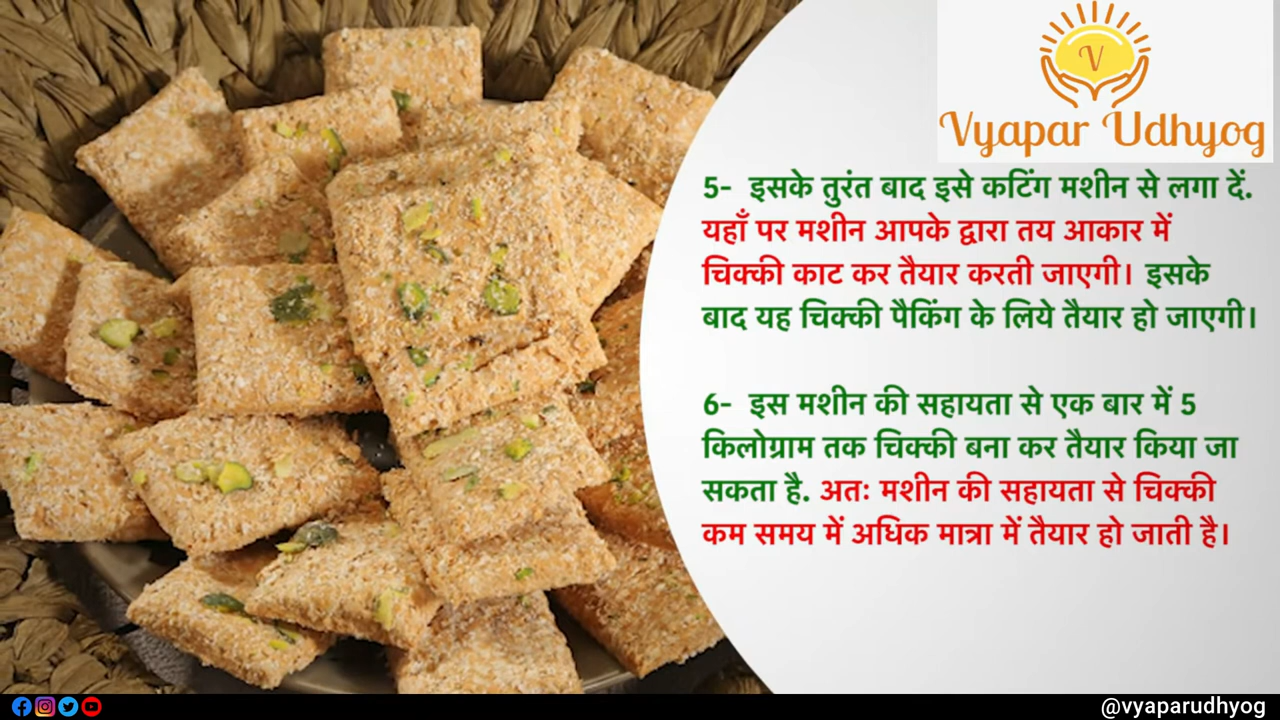 V
Vyapar Udhyog
5- इसके तुरंत बाद इसे कटिंग मशीन से लगा दें.
यहाँ पर मशीन आपके द्वारा तय आकार में
चिक्की काट कर तैयार करती जाएगी। इसके
बाद यह चिक्की पैकिंग के लिये तैयार हो जाएगी।
6- इस मशीन की सहायता से एक बार में 5
किलोग्राम तक चिक्की बना कर तैयार किया जा
सकता है. अतः मशीन की सहायता से चिक्की
कम समय में अधिक मात्रा में तैयार हो जाती है।
@vyaparudhyog